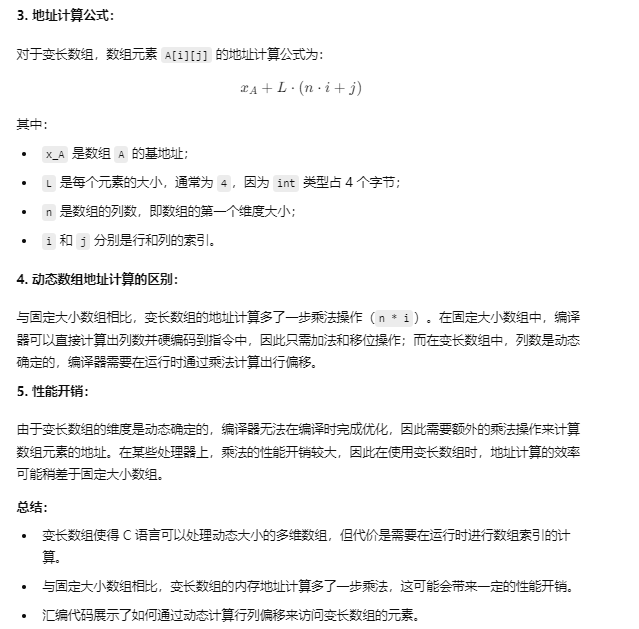 3. 地址计算公式：
对于变长数组，数组元素 A[i][j] 的地址计算公式为：
x_A + L · (n · i + j)
其中：
• x_A 是数组 A 的基地址；
• L 是每个元素的大小，通常为 4，因为 int 类型占 4 个字节；
• n 是数组的列数，即数组的第一个维度大小；
• i 和 j 分别是行和列的索引。
4. 动态数组地址计算的区别：
与固定大小数组相比，变长数组的地址计算多了一步乘法操作（n * i）。在固定大小数组中，编译
器可以直接计算出列数并硬编码到指令中，因此只需加法和移位操作；而在变长数组中，列数是动态
确定的，编译器需要在运行时通过乘法计算出行偏移。
5. 性能开销：
由于变长数组的维度是动态确定的，编译器无法在编译时完成优化，因此需要额外的乘法操作来计算
数组元素的地址。在某些处理器上，乘法的性能开销较大，因此在使用变长数组时，地址计算的效率
可能稍差于固定大小数组。
总结：
• 变长数组使得 C 语言可以处理动态大小的多维数组，但代价是需要在运行时进行数组索引的计
算。
• 与固定大小数组相比，变长数组的内存地址计算多了一步乘法，这可能会带来一定的性能开销。
• 汇编代码展示了如何通过动态计算行列偏移来访问变长数组的元素。